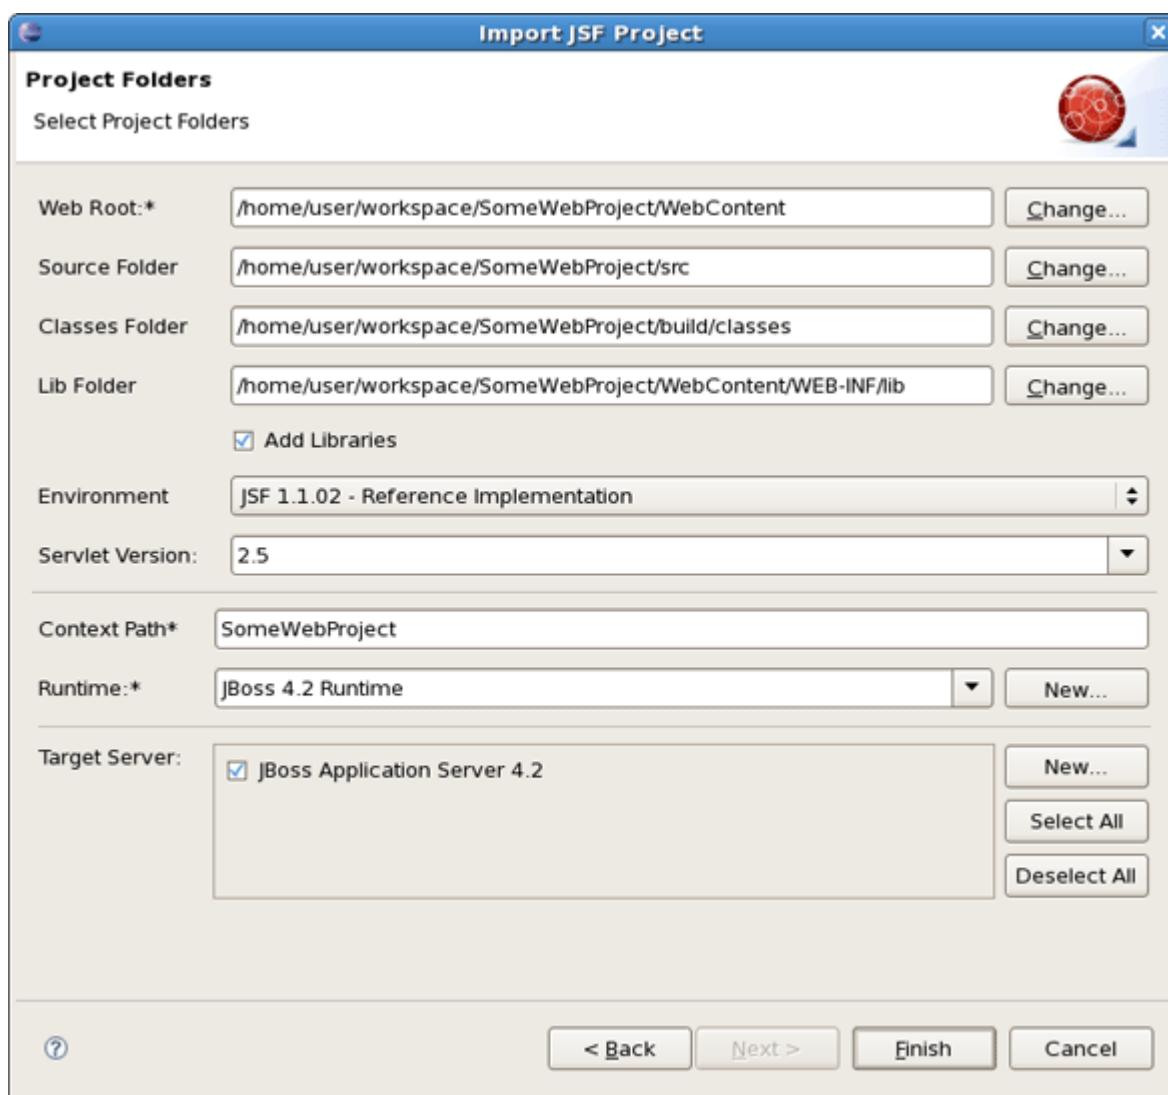 Import JSF Project
Project Folders
Select Project Folders
Web Root:* /home/user/workspace/SomeWebProject/WebContent Change...
Source Folder /home/user/workspace/SomeWebProject/src Change...
Classes Folder /home/user/workspace/SomeWebProject/build/classes Change...
Lib Folder /home/user/workspace/SomeWebProject/WebContent/WEB-INF/lib Change...
Add Libraries
Environment JSF 1.1.02 - Reference Implementation
Servlet Version: 2.5
Context Path* SomeWebProject
Runtime:* JBoss 4.2 Runtime New...
Target Server: JBoss Application Server 4.2 New...
Select All
Deselect All
? < Back Next > Finish Cancel